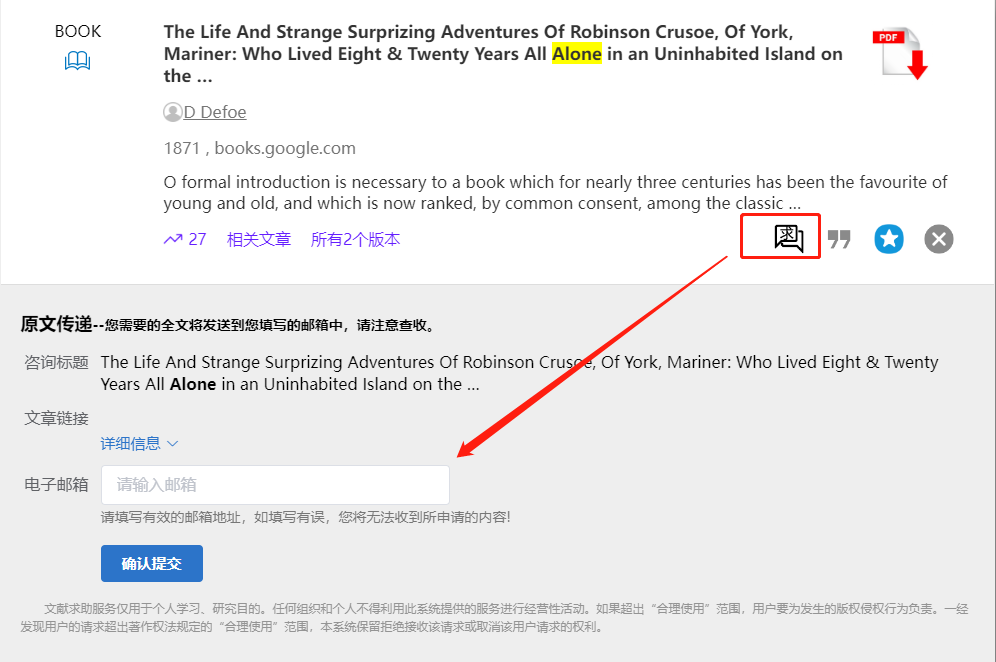 BOOK
The Life And Strange Surprizing Adventures Of Robinson Crusoe, Of York,
Mariner: Who Lived Eight & Twenty Years All Alone in an Uninhabited Island on
the ...
PDF
D Defoe
1871 , books.google.com
O formal introduction is necessary to a book which for nearly three centuries has been the favourite of
young and old, and which is now ranked, by common consent, among the classic ...
27 相关文章 所有2个版本
求
原文传递--您需要的全文将发送到您填写的邮箱中，请注意查收。
咨询标题 The Life And Strange Surprizing Adventures Of Robinson Crusoe, Of York, Mariner: Who Lived Eight & Twenty
Years All Alone in an Uninhabited Island on the ...
文章链接
详细信息
电子邮箱 请输入邮箱
请填写有效的邮箱地址，如填写有误，您将无法收到所申请的内容!
确认提交
文献求助服务仅用于个人学习、研究目的。任何组织和个人不得利用此系统提供的服务进行经营性活动。如果超出“合理使用”范围，用户要为发生的版权侵权行为负责。一经
发现用户的请求超出著作权法规定的“合理使用”范围，本系统保留拒绝接收该请求或取消该用户请求的权利。